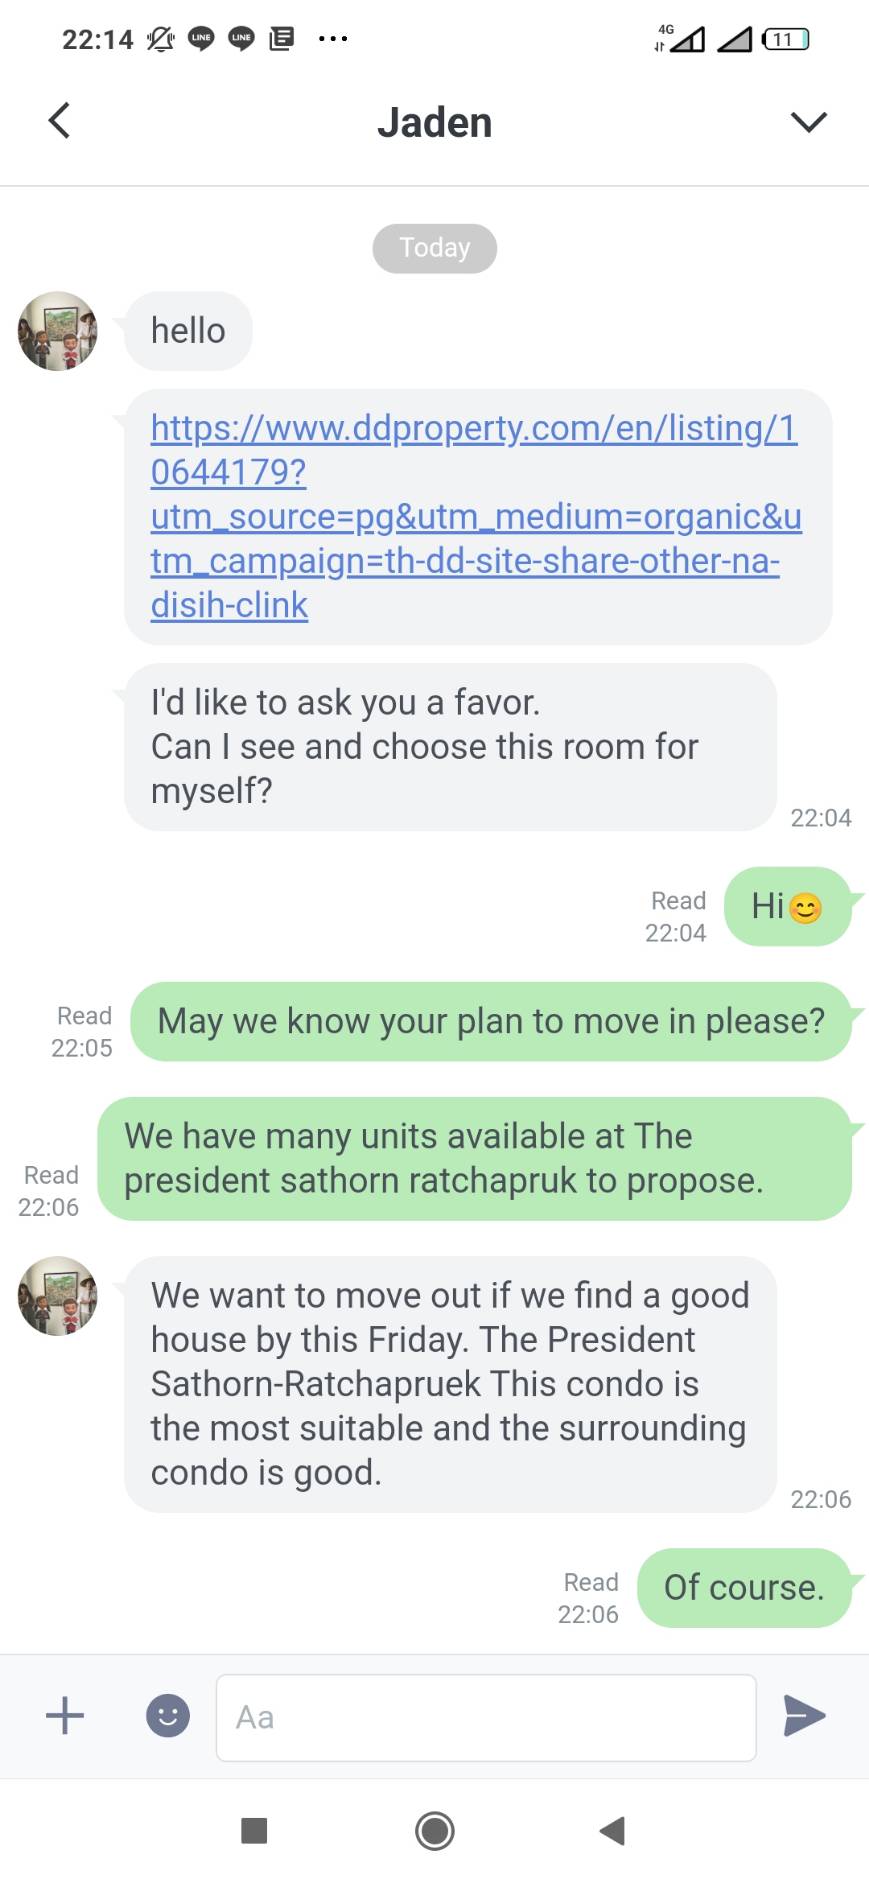 22:14 LINE LINE 4G 11
Jaden
Today
hello
https://www.ddproperty.com/en/listing/1
0644179?
utm_source=pg&utm_medium=organic&u
tm_campaign=th-dd-site-share-other-na-
disih-clink
I'd like to ask you a favor.
Can I see and choose this room for
myself?
22:04
Read
22:04
Hi😊
Read
22:05
May we know your plan to move in please?
We have many units available at The
president sathorn ratchapruk to propose.
Read
22:06
We want to move out if we find a good
house by this Friday. The President
Sathorn-Ratchapruek This condo is
the most suitable and the surrounding
condo is good.
22:06
Read
22:06
Of course.
Aa